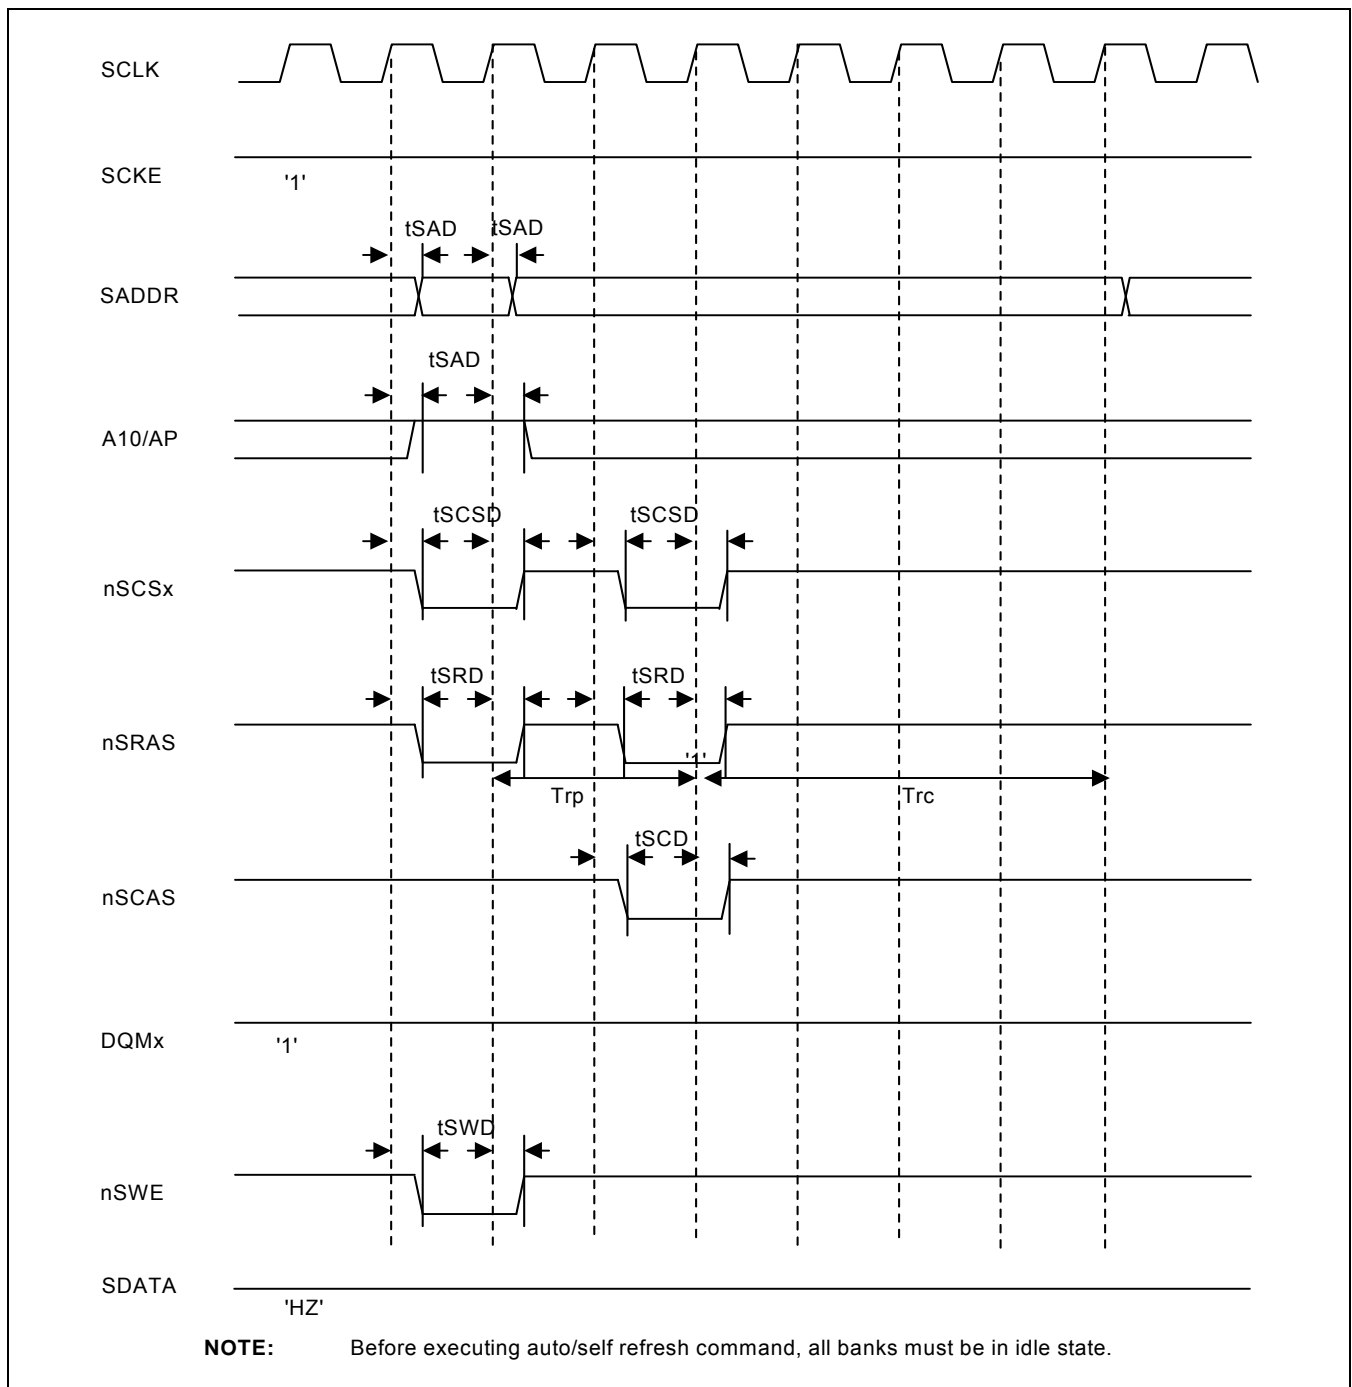 SCLK
SCKE
'1'
tSAD tSAD
SADDR
tSAD
A10/AP
tSCSD tSCSD
nSCSx
tSRD tSRD
nSRAS
'1'
Trp Trc
tSCD
nSCAS
DQMx
'1'
tSWD
nSWE
SDATA
'HZ'
NOTE: Before executing auto/self refresh command, all banks must be in idle state.